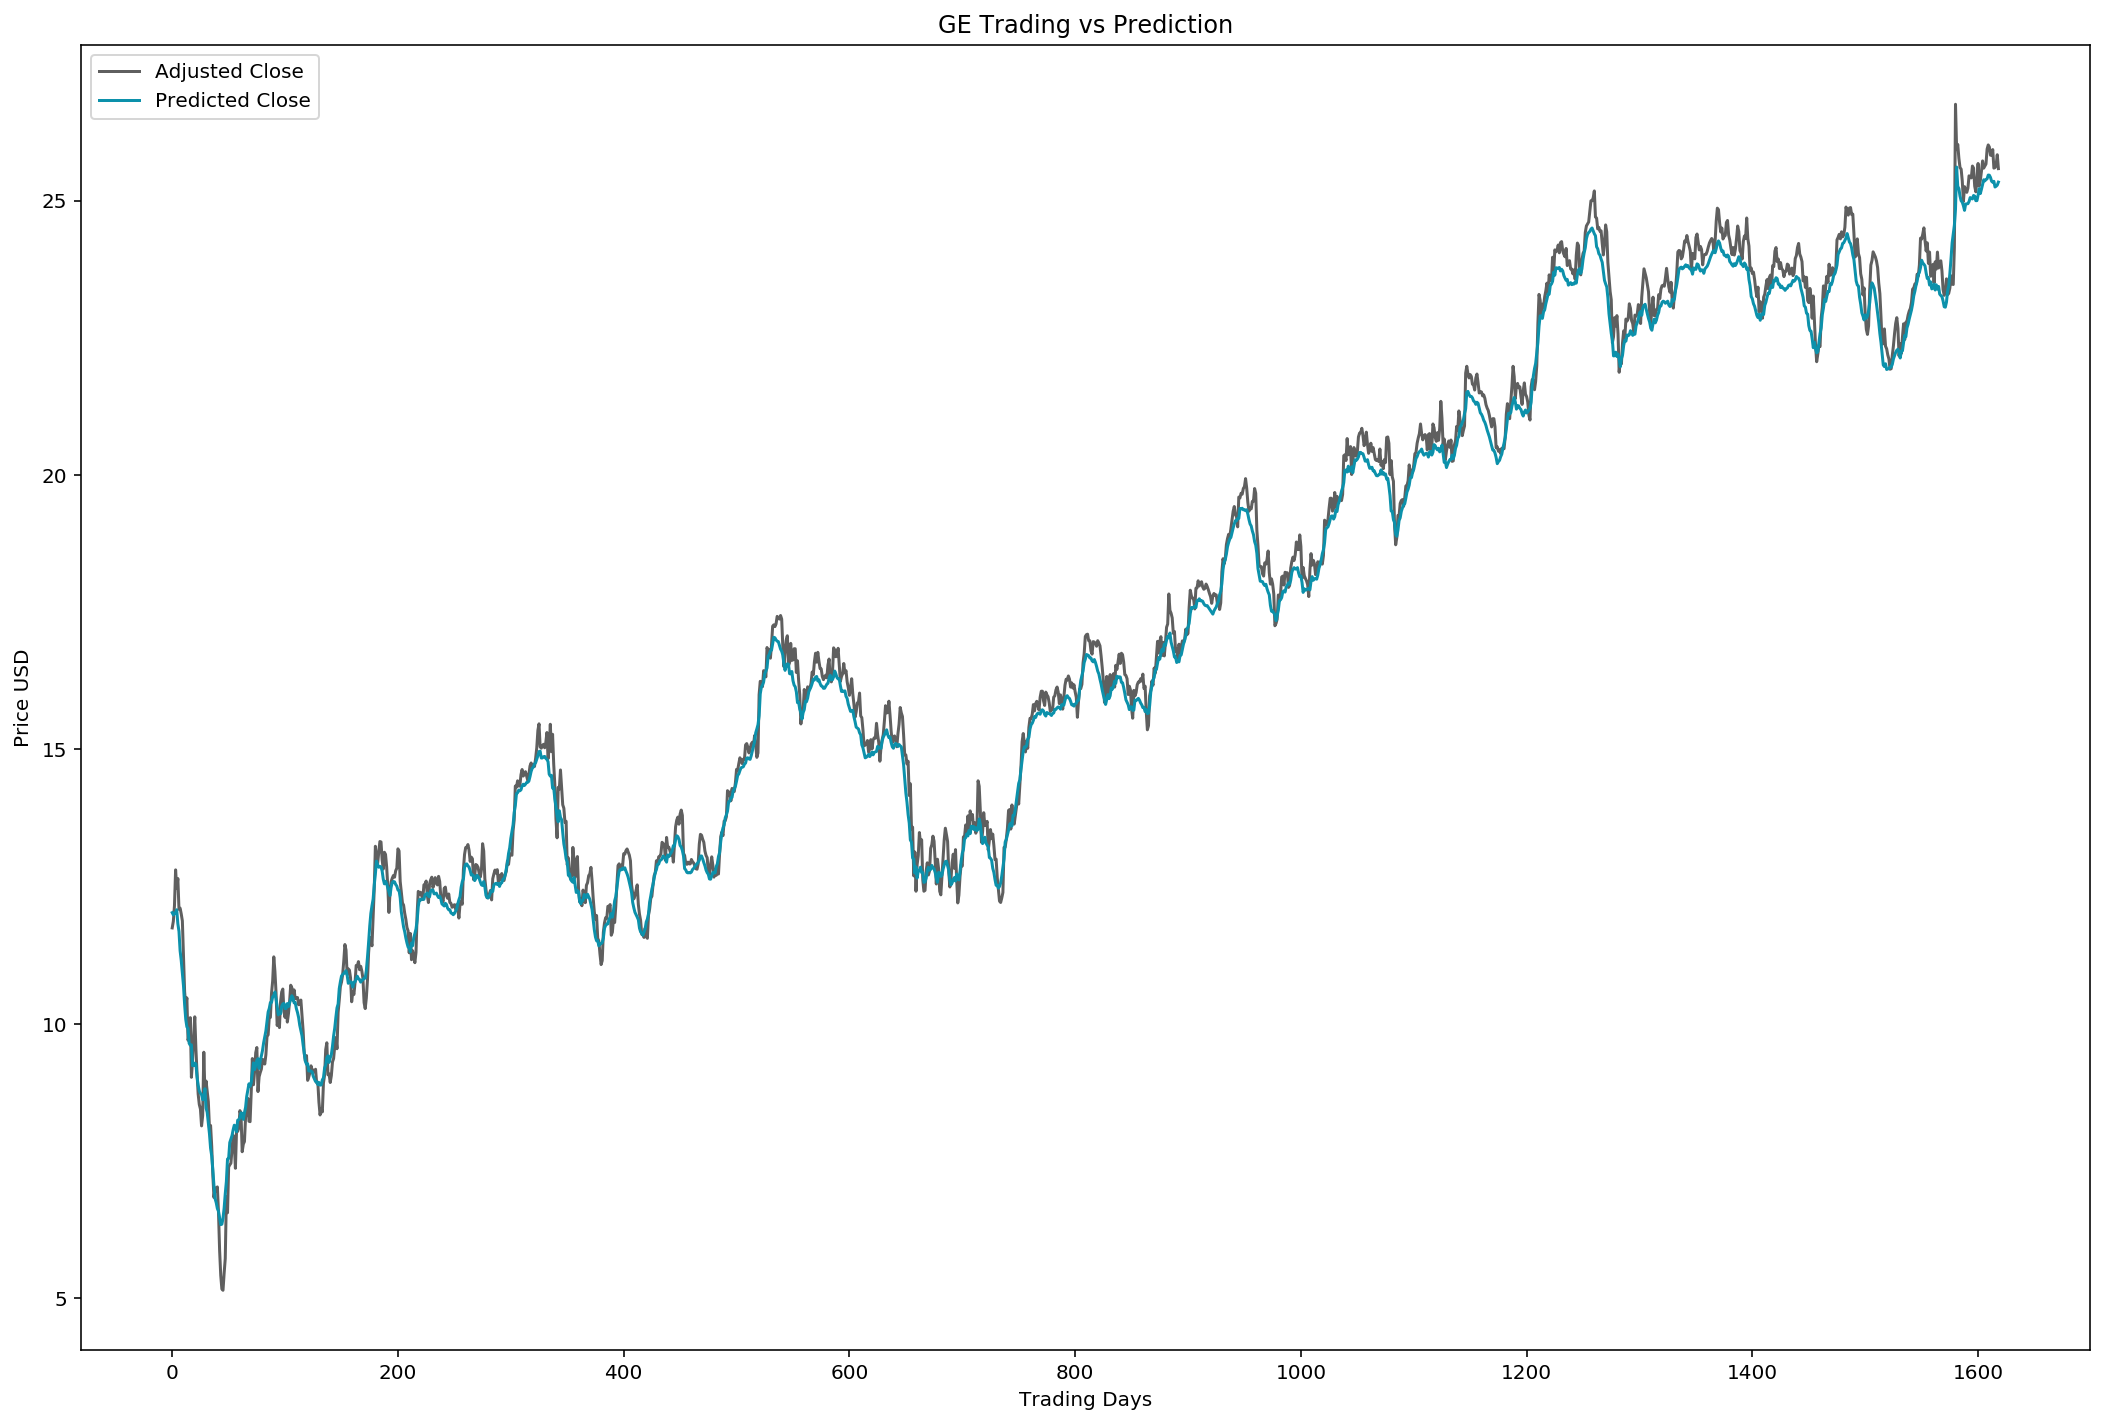 GE Trading vs Prediction
Adjusted Close
Predicted Close
Price USD
25
20
15
10
5
0 200 400 600 800 1000 1200 1400 1600
Trading Days